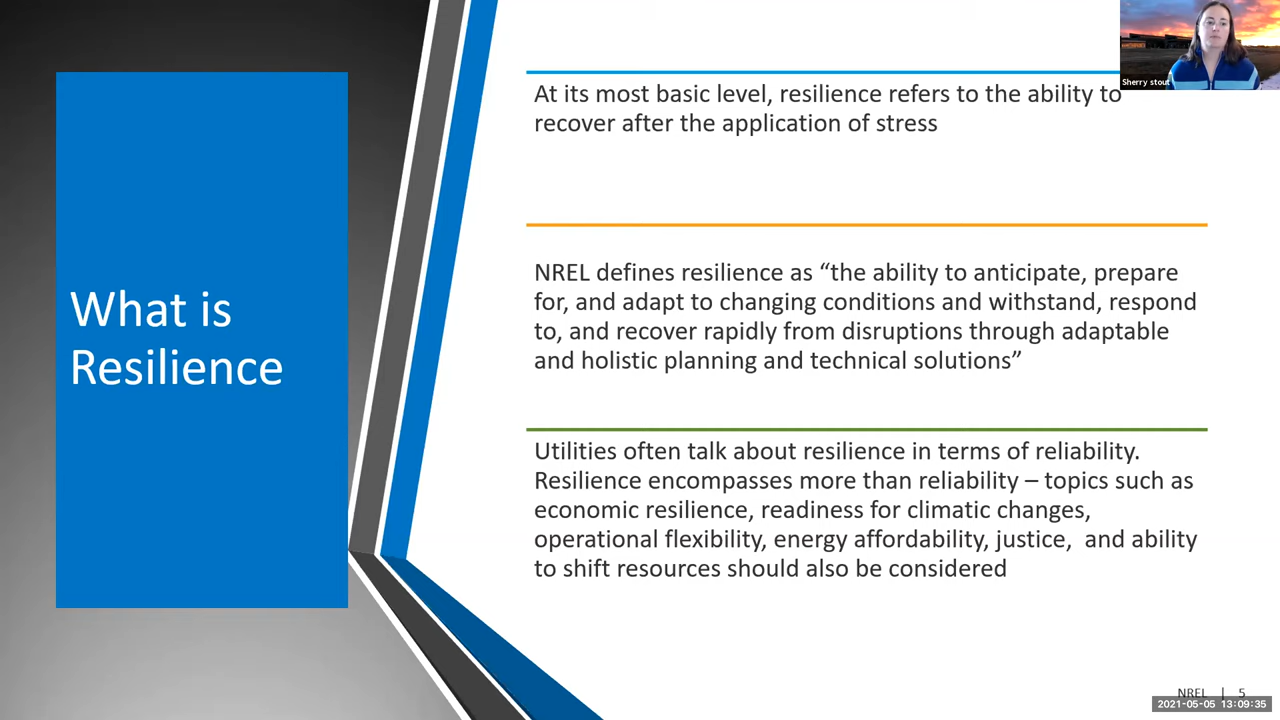 What is
Resilience
At its most basic level, resilience refers to the ability to
recover after the application of stress
NREL defines resilience as “the ability to anticipate, prepare
for, and adapt to changing conditions and withstand, respond
to, and recover rapidly from disruptions through adaptable
and holistic planning and technical solutions”
Utilities often talk about resilience in terms of reliability.
Resilience encompasses more than reliability – topics such as
economic resilience, readiness for climatic changes,
operational flexibility, energy affordability, justice,  and ability
to shift resources should also be considered
Sherry stout
NREL | 5
2021-05-05 13:09:35